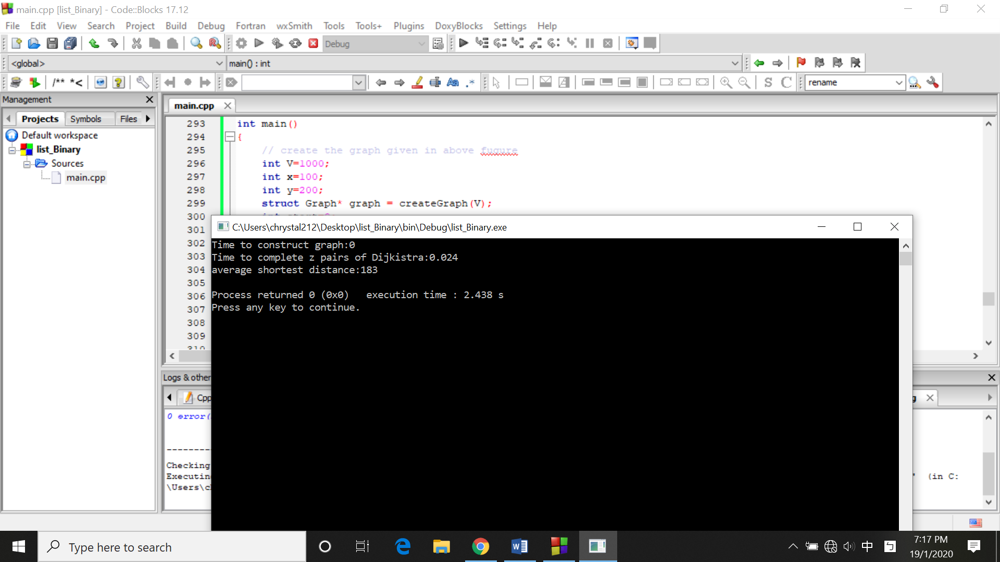 main.cpp [list_Binary] - Code::Blocks 17.12
File Edit View Search Project Build Debug Fortran wxSmith Tools Tools+ Plugins DoxyBlocks Settings Help
Debug
<global> main() : int
/** *< Aa .* S C rename
Management
Projects Symbols Files
Default workspace
list_Binary
Sources
main.cpp
main.cpp
293 int main()
294 {
295 // create the graph given in above fugure
296 int V=1000;
297 int x=100;
298 int y=200;
299 struct Graph* graph = createGraph(V);
300
301
302
303
304
305
306
307
308
309
310
C:\Users\chrystal212\Desktop\list_Binary\bin\Debug\list_Binary.exe
Time to construct graph:0
Time to complete z pairs of Dijkistra:0.024
average shortest distance:183
Process returned 0 (0x0) execution time : 2.438 s
Press any key to continue.
Logs & other
Cpp g
0 error(
----------
Checking
Executin " (in C:
\Users\c
Type here to search
中
7:17 PM
19/1/2020